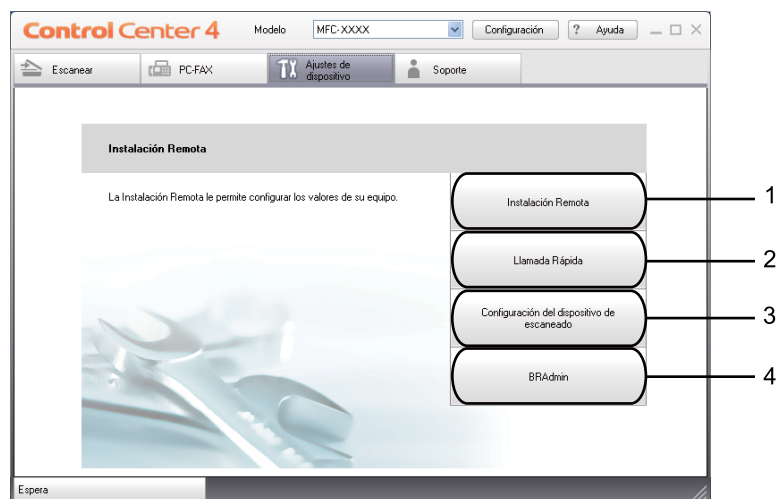 Control Center 4
Modelo
MFC-XXXX
Configuración
? Ayuda
Escanear
PC-FAX
Ajustes de
dispositivo
Soporte
Instalación Remota
La Instalación Remota le permite configurar los valores de su equipo.
Instalación Remota
1
Llamada Rápida
2
Configuración del dispositivo de
escaneado
3
BRAdmin
4
Espera